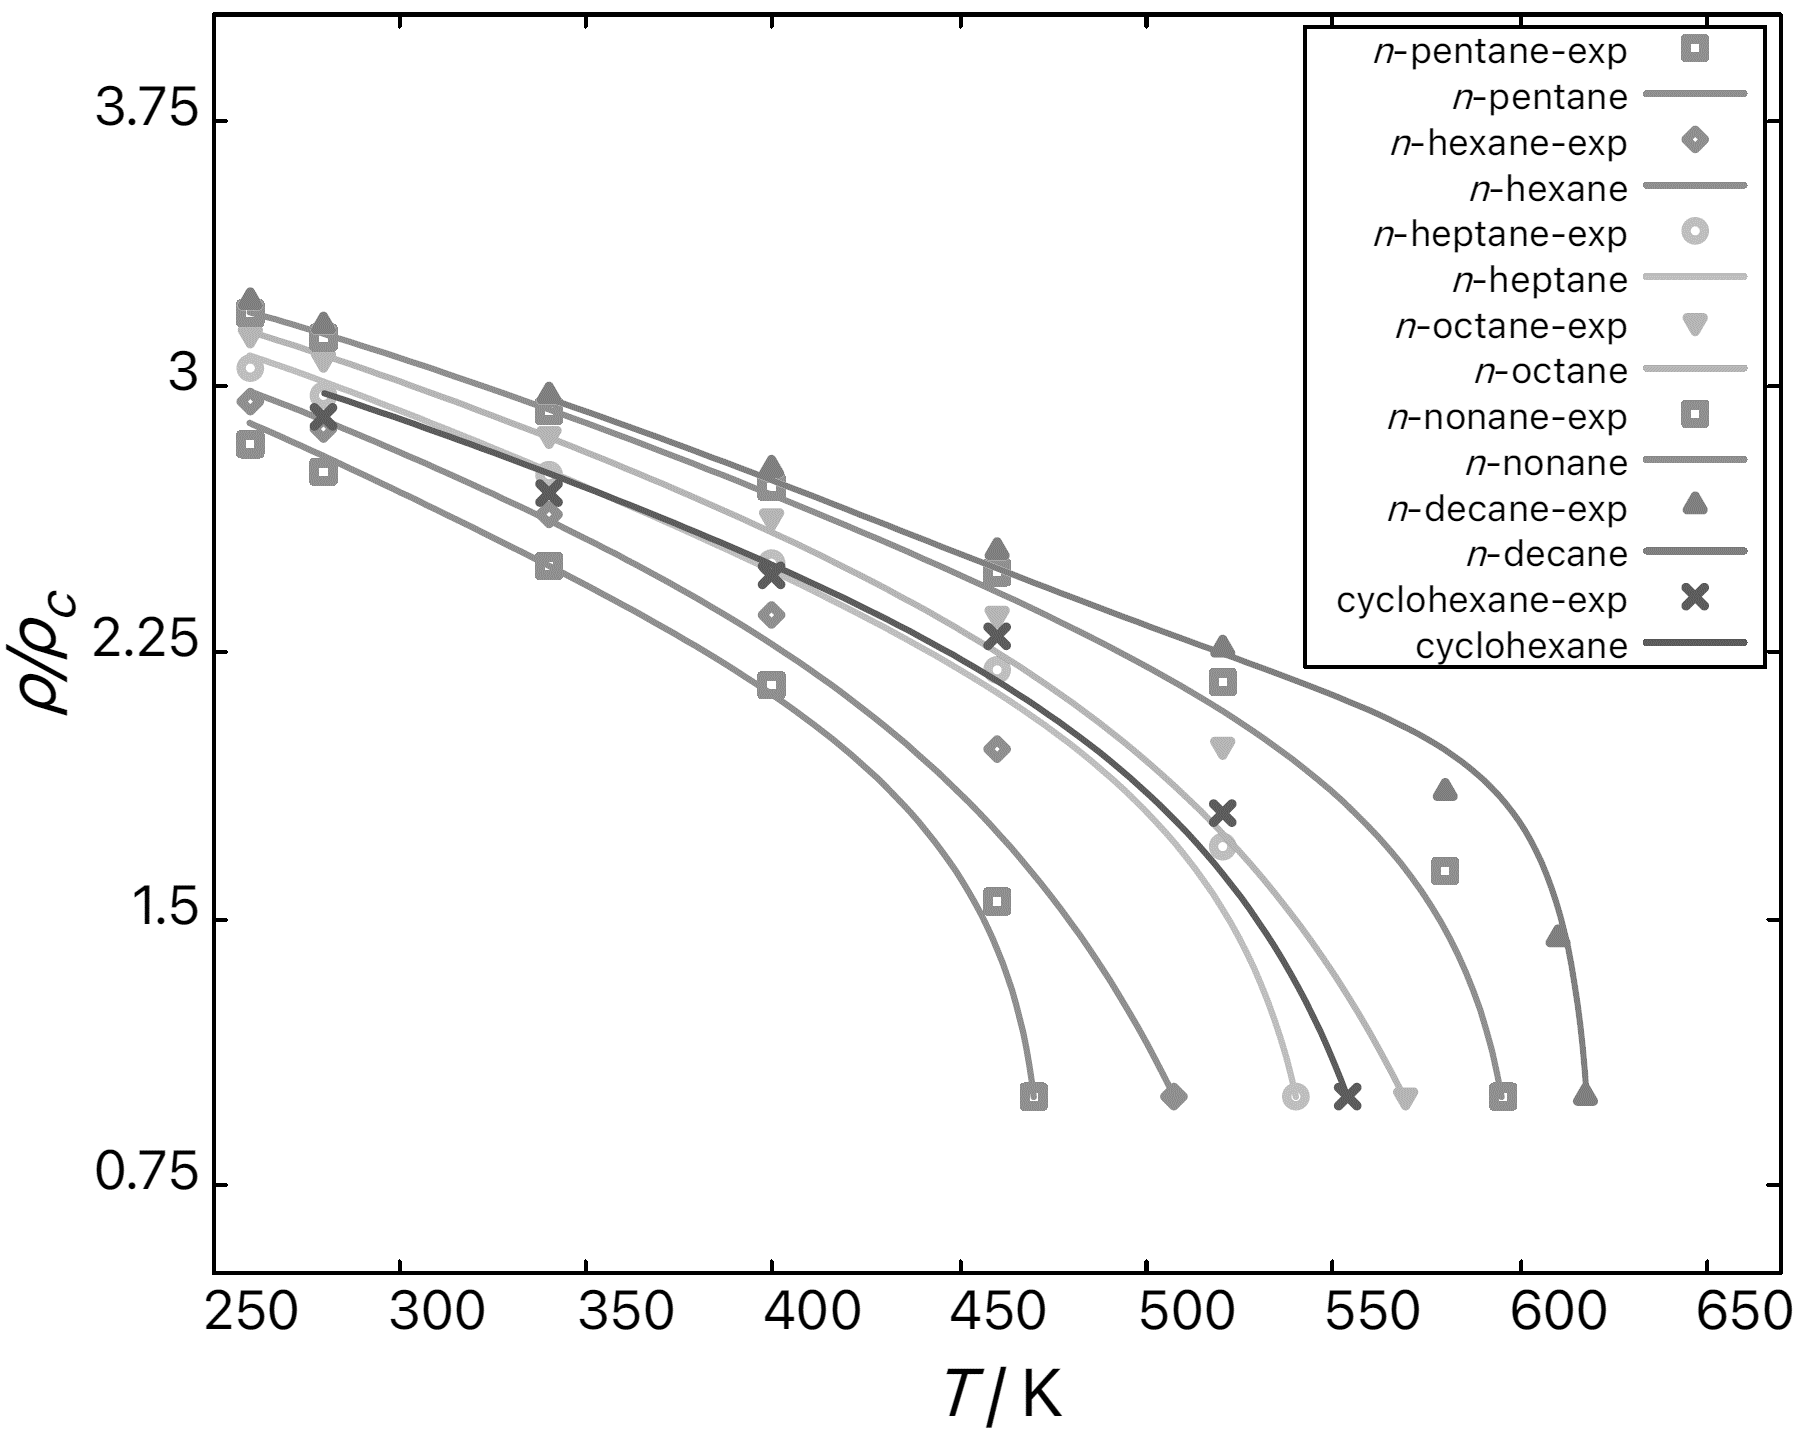 n-pentane-exp
n-pentane
n-hexane-exp
n-hexane
n-heptane-exp
n-heptane
n-octane-exp
n-octane
n-nonane-exp
n-nonane
n-decane-exp
n-decane
cyclohexane-exp
cyclohexane
3.75
3
2.25
1.5
0.75
ρ/ρc
250 300 350 400 450 500 550 600 650
T / K